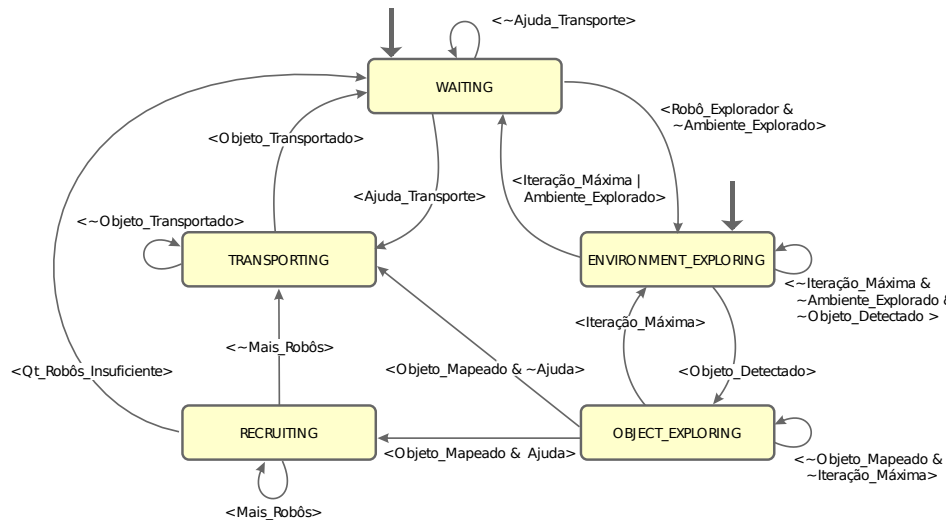 <~Ajuda_Transporte>
WAITING
<Robô_Explorador &
~Ambiente_Explorado>
<Objeto_Transportado>
<Iteração_Máxima |
Ambiente_Explorado>
<Ajuda_Transporte>
<~Objeto_Transportado>
TRANSPORTING
ENVIRONMENT_EXPLORING
<~Iteração_Máxima &
~Ambiente_Explorado &
~Objeto_Detectado >
<Iteração_Máxima>
<~Mais_Robôs>
<Qt_Robôs_Insuficiente>
<Objeto_Mapeado & ~Ajuda>
<Objeto_Detectado>
RECRUITING
OBJECT_EXPLORING
<Objeto_Mapeado & Ajuda>
<~Objeto_Mapeado &
~Iteração_Máxima>
<Mais_Robôs>